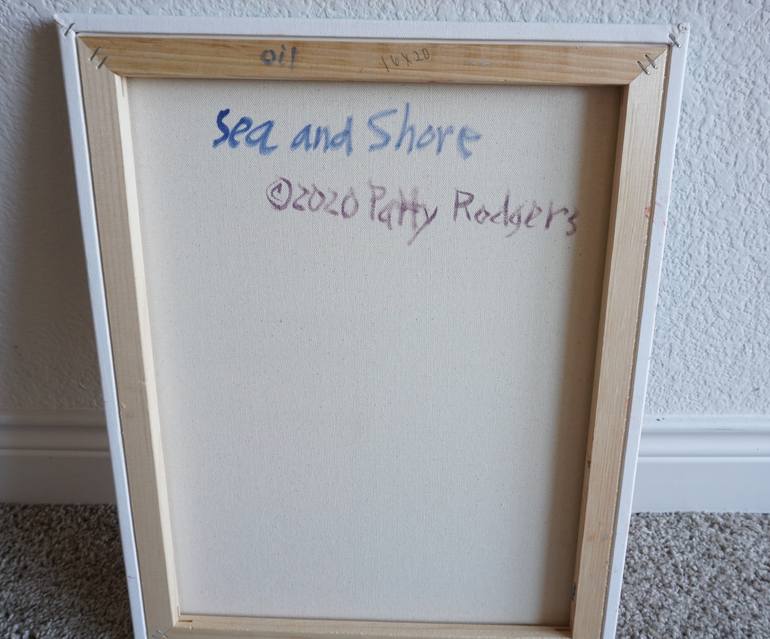 oil 16x20
Sea and Shore
©2020 Patty Rodgers